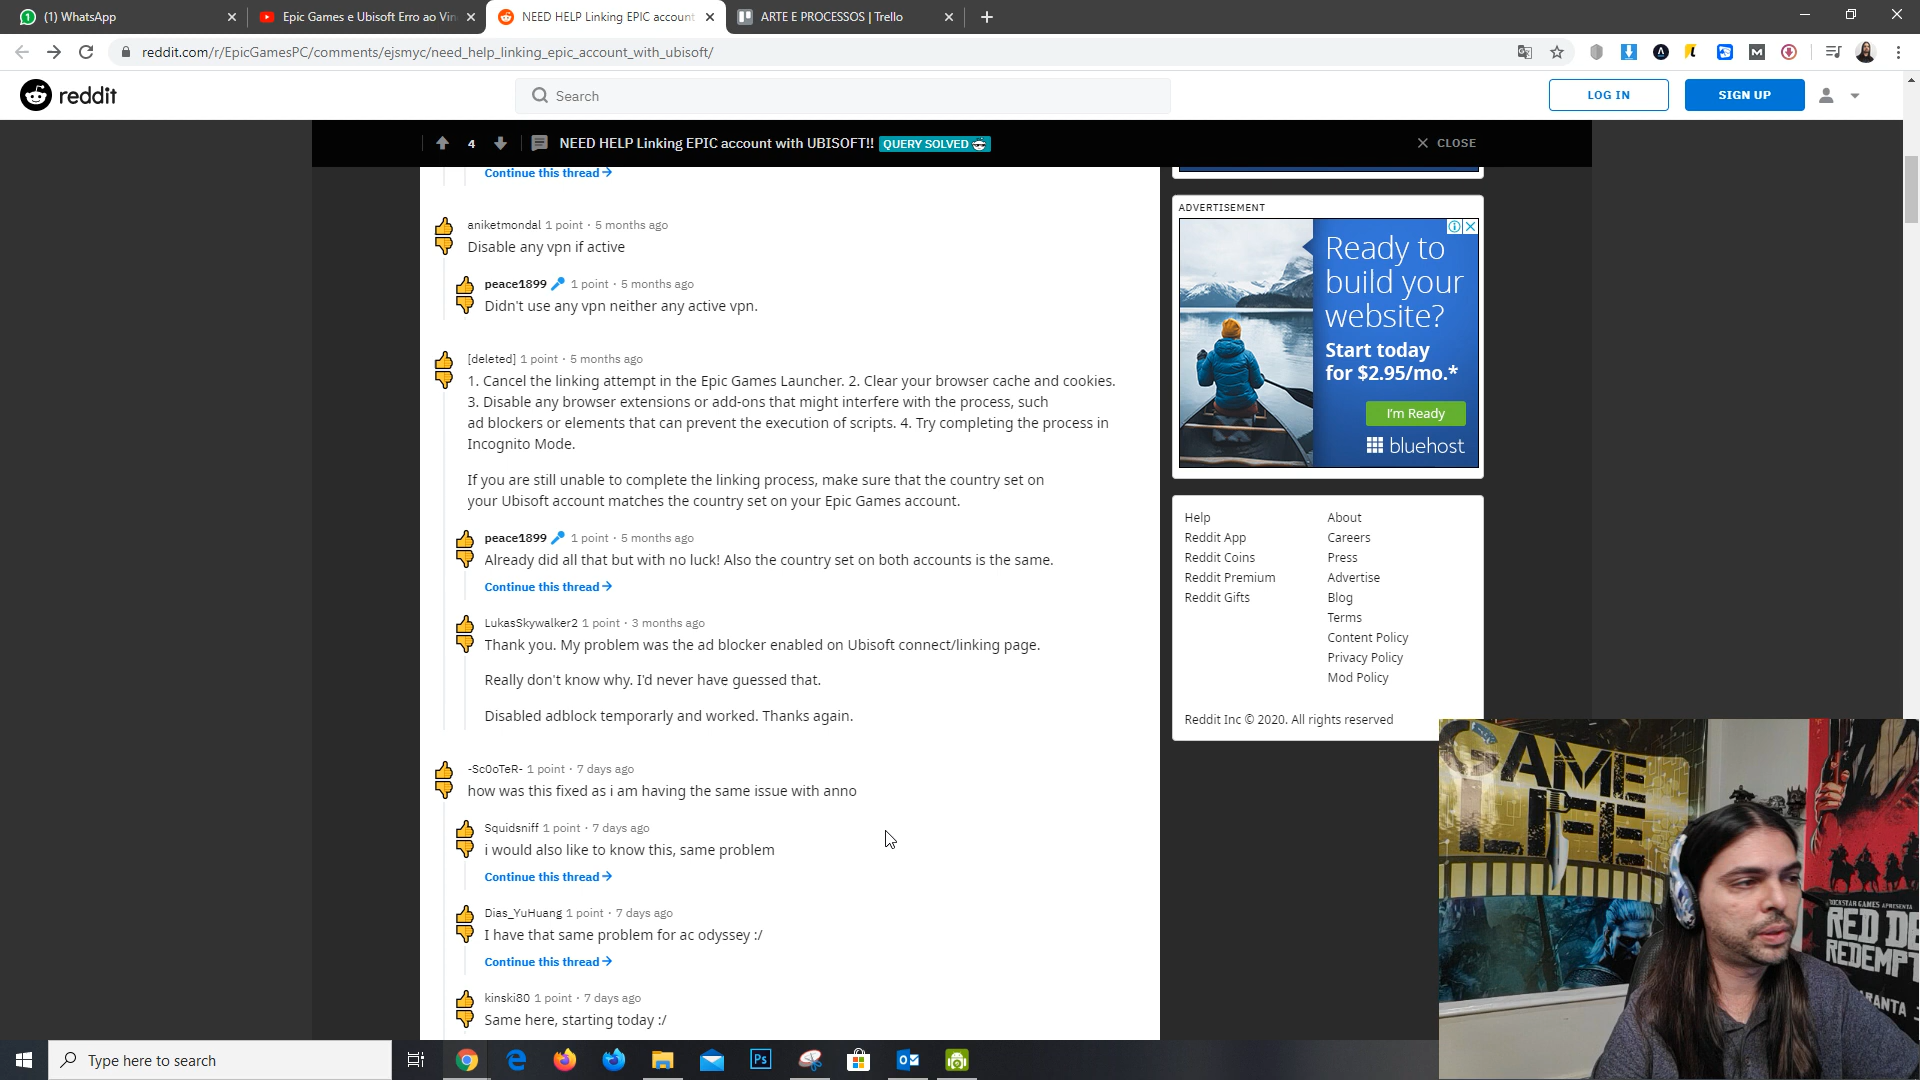 (1) WhatsApp
Epic Games e Ubisoft Erro ao Vin
NEED HELP Linking EPIC account
ARTE E PROCESSOS | Trello
reddit.com/r/EpicGamesPC/comments/ejsmyc/need_help_linking_epic_account_with_ubisoft/
reddit
Search
LOG IN
SIGN UP
4
NEED HELP Linking EPIC account with UBISOFT!! QUERY SOLVED
CLOSE
Continue this thread
aniketmondal 1 point · 5 months ago
Disable any vpn if active
peace1899 1 point · 5 months ago
Didn't use any vpn neither any active vpn.
[deleted] 1 point · 5 months ago
1. Cancel the linking attempt in the Epic Games Launcher. 2. Clear your browser cache and cookies.
3. Disable any browser extensions or add-ons that might interfere with the process, such
ad blockers or elements that can prevent the execution of scripts. 4. Try completing the process in
Incognito Mode.
If you are still unable to complete the linking process, make sure that the country set on
your Ubisoft account matches the country set on your Epic Games account.
peace1899 1 point · 5 months ago
Already did all that but with no luck! Also the country set on both accounts is the same.
Continue this thread
LukasSkywalker2 1 point · 3 months ago
Thank you. My problem was the ad blocker enabled on Ubisoft connect/linking page.
Really don't know why. I'd never have guessed that.
Disabled adblock temporarly and worked. Thanks again.
-Sc0oTeR- 1 point · 7 days ago
how was this fixed as i am having the same issue with anno
Squidsniff 1 point · 7 days ago
i would also like to know this, same problem
Continue this thread
Dias_YuHuang 1 point · 7 days ago
I have that same problem for ac odyssey :/
Continue this thread
kinski80 1 point · 7 days ago
Same here, starting today :/
ADVERTISEMENT
Ready to
build your
website?
Start today
for $2.95/mo.*
I'm Ready
bluehost
Help
Reddit App
Reddit Coins
Reddit Premium
Reddit Gifts
About
Careers
Press
Advertise
Blog
Terms
Content Policy
Privacy Policy
Mod Policy
Reddit Inc © 2020. All rights reserved
GAME
LIFE
ROCKSTAR GAMES APRESENTA
RED DE
REDEMPT
Type here to search
Ps